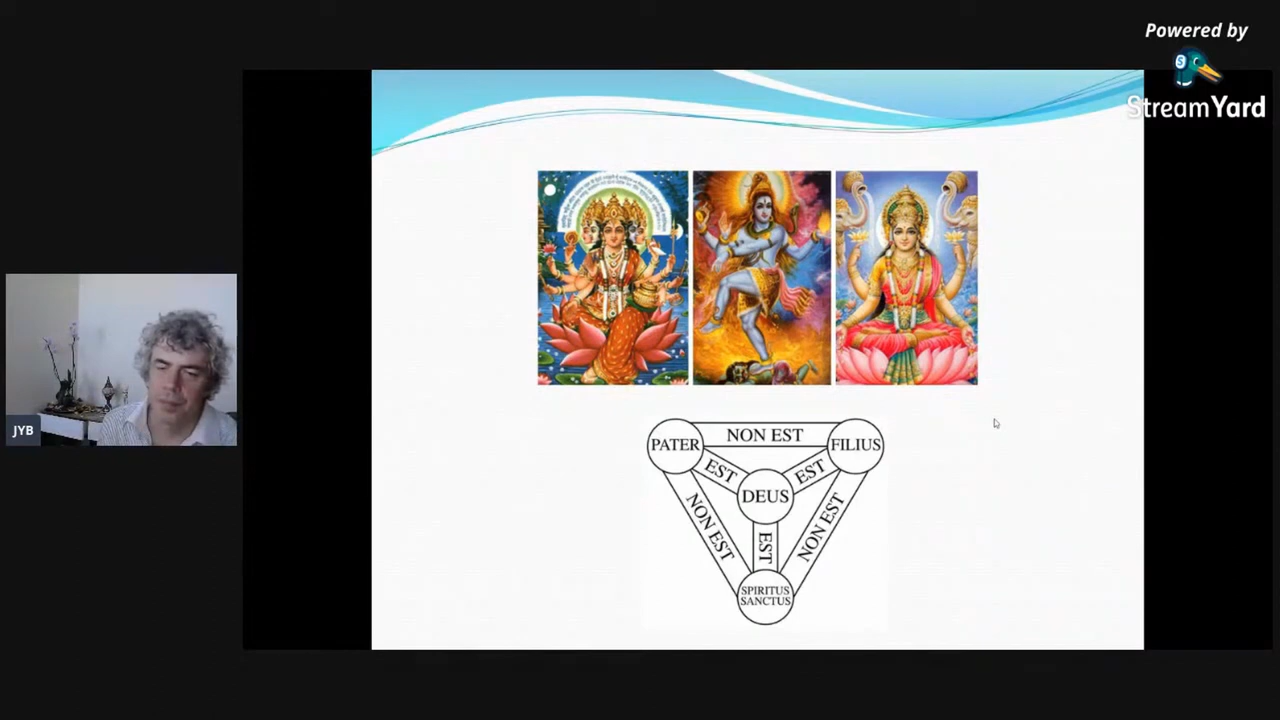 Powered by
StreamYard
JYB
PATER
NON EST
FILIUS
EST
EST
DEUS
NON EST
EST
NON EST
SPIRITUS
SANCTUS